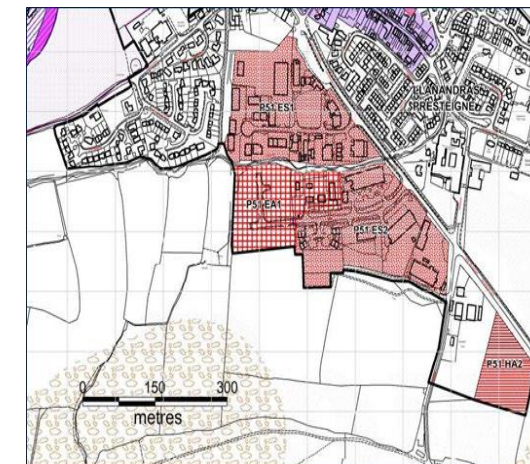 P51 ES1
LLANANDRAS
PRESTEIGNE
P51 EA1
P51 ES2
P51 HA2
0 150 300
metres